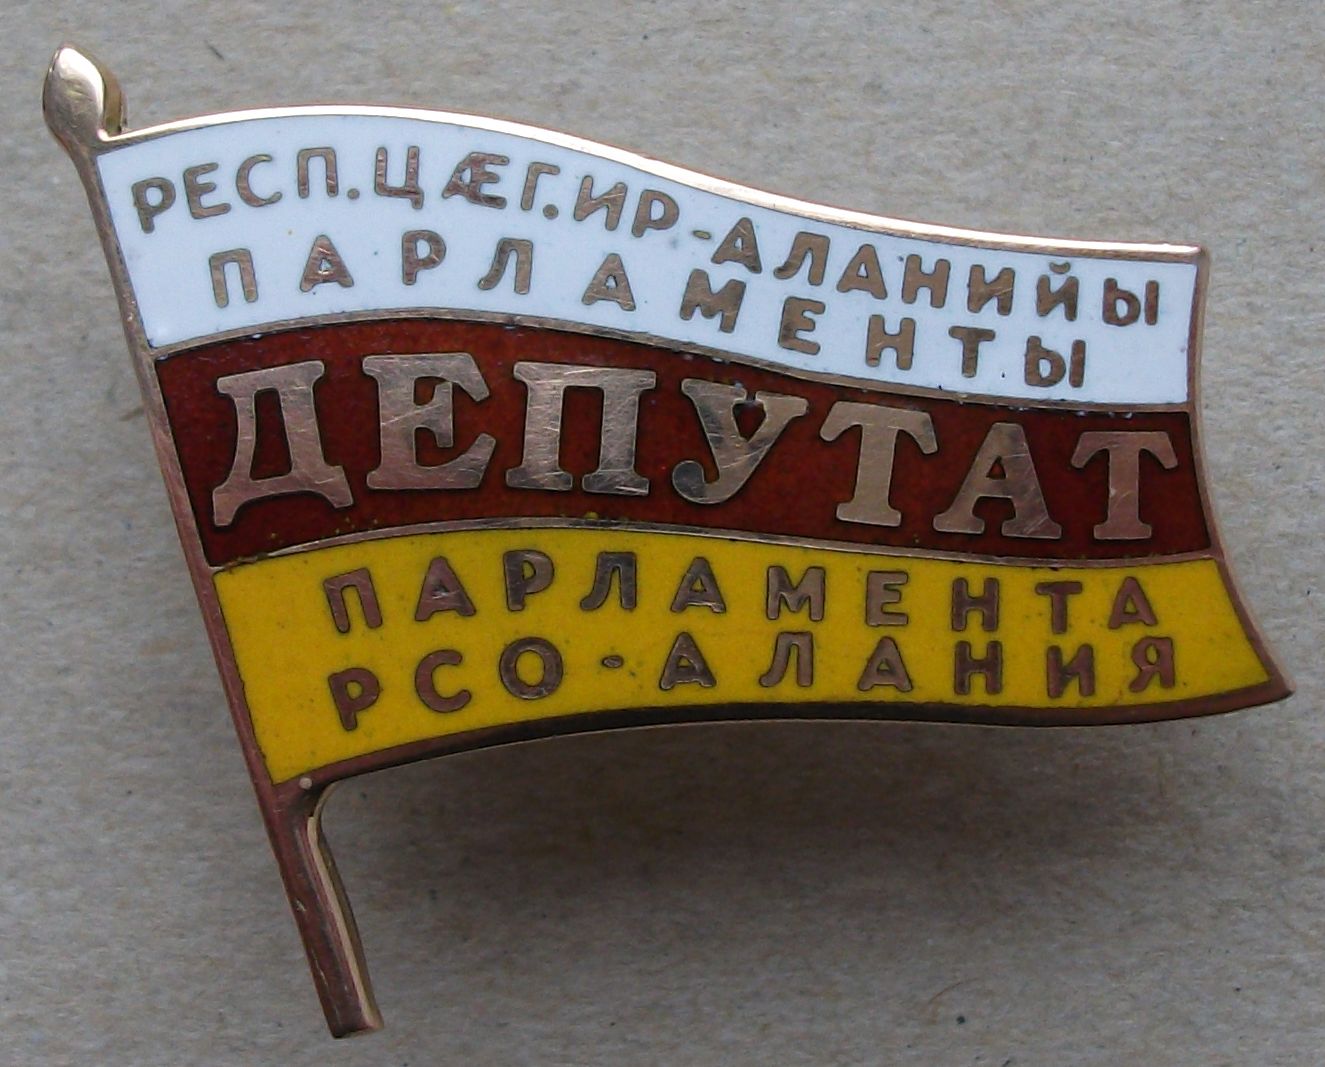 РЕСП.ЦÆГ.ИР-АЛАНИЙЫ
ПАРЛАМЕНТЫ
ДЕПУТАТ
ПАРЛАМЕНТА
РСО-АЛАНИЯ